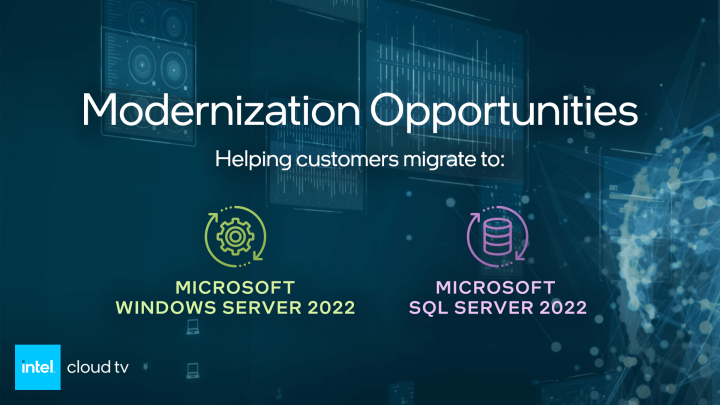 Modernization Opportunities
Helping customers migrate to:
MICROSOFT
WINDOWS SERVER 2022
MICROSOFT
SQL SERVER 2022
intel. cloud tv